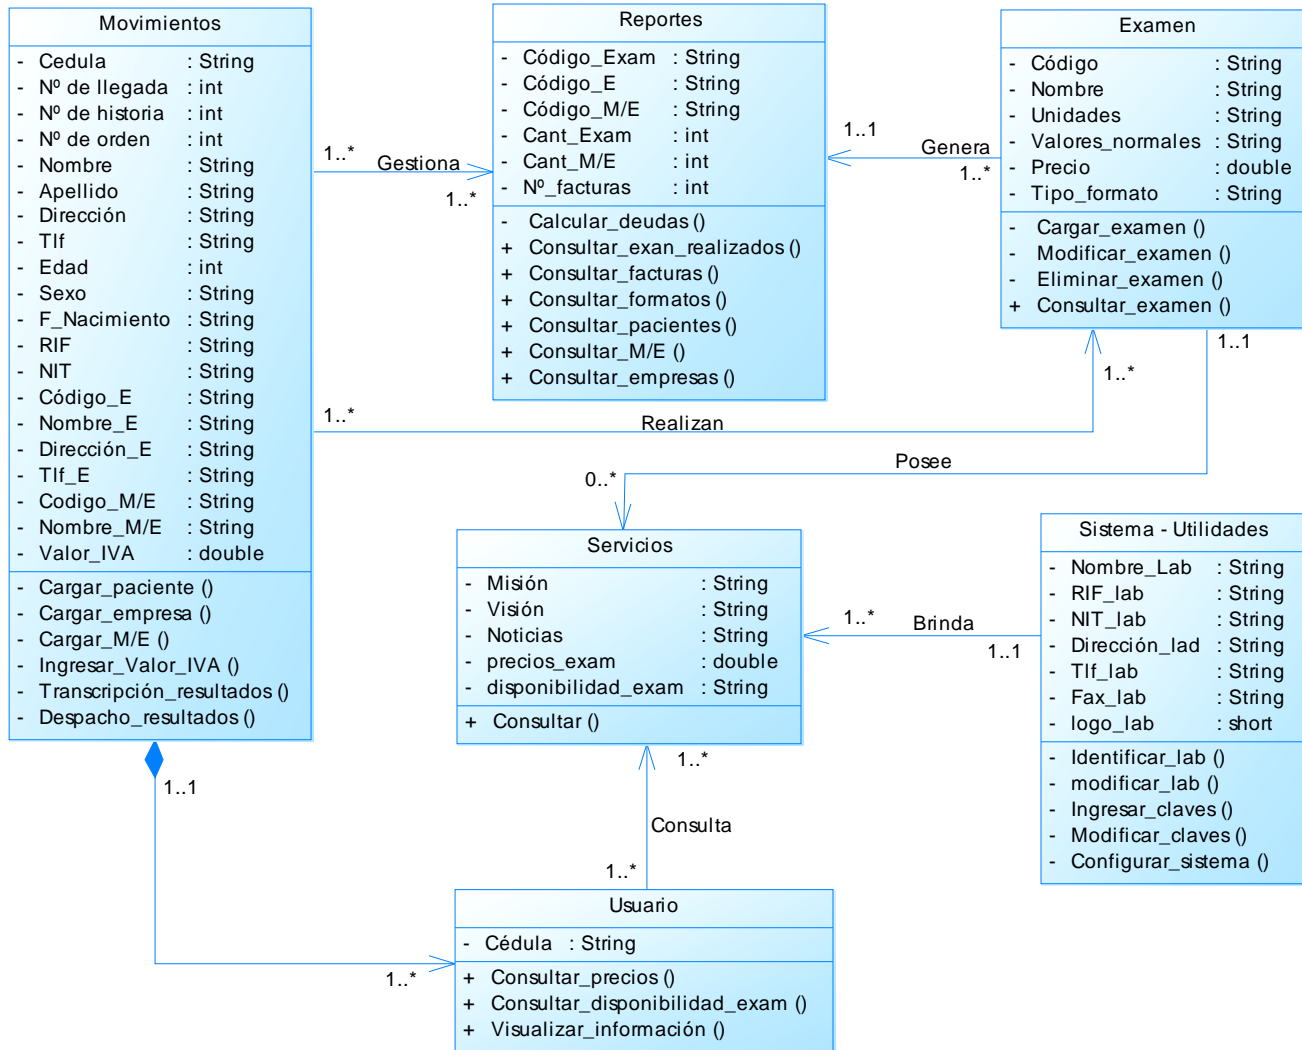 Movimientos
- Cedula : String
- Nº de llegada : int
- Nº de historia : int
- Nº de orden : int
- Nombre : String
- Apellido : String
- Dirección : String
- Tlf : String
- Edad : int
- Sexo : String
- F_Nacimiento : String
- RIF : String
- NIT : String
- Código_E : String
- Nombre_E : String
- Dirección_E : String
- Tlf_E : String
- Codigo_M/E : String
- Nombre_M/E : String
- Valor_IVA : double
- Cargar_paciente ()
- Cargar_empresa ()
- Cargar_M/E ()
- Ingresar_Valor_IVA ()
- Transcripción_resultados ()
- Despacho_resultados ()
1..*
Gestiona
1..*
Reportes
- Código_Exam : String
- Código_E : String
- Código_M/E : String
- Cant_Exam : int
- Cant_M/E : int
- Nº_facturas : int
- Calcular_deudas ()
+ Consultar_exan_realizados ()
+ Consultar_facturas ()
+ Consultar_formatos ()
+ Consultar_pacientes ()
+ Consultar_M/E ()
+ Consultar_empresas ()
1..1
Genera
1..*
Examen
- Código : String
- Nombre : String
- Unidades : String
- Valores_normales : String
- Precio : double
- Tipo_formato : String
- Cargar_examen ()
- Modificar_examen ()
- Eliminar_examen ()
+ Consultar_examen ()
1..1
1..*
1..*
Realizan
Posee
0..*
Servicios
- Misión : String
- Visión : String
- Noticias : String
- precios_exam : double
- disponibilidad_exam : String
+ Consultar ()
1..*
Brinda
1..1
Sistema - Utilidades
- Nombre_Lab : String
- RIF_lab : String
- NIT_lab : String
- Dirección_lad : String
- Tlf_lab : String
- Fax_lab : String
- logo_lab : short
- Identificar_lab ()
- modificar_lab ()
- Ingresar_claves ()
- Modificar_claves ()
- Configurar_sistema ()
1..*
Consulta
1..*
1..1
1..*
Usuario
- Cédula : String
+ Consultar_precios ()
+ Consultar_disponibilidad_exam ()
+ Visualizar_información ()